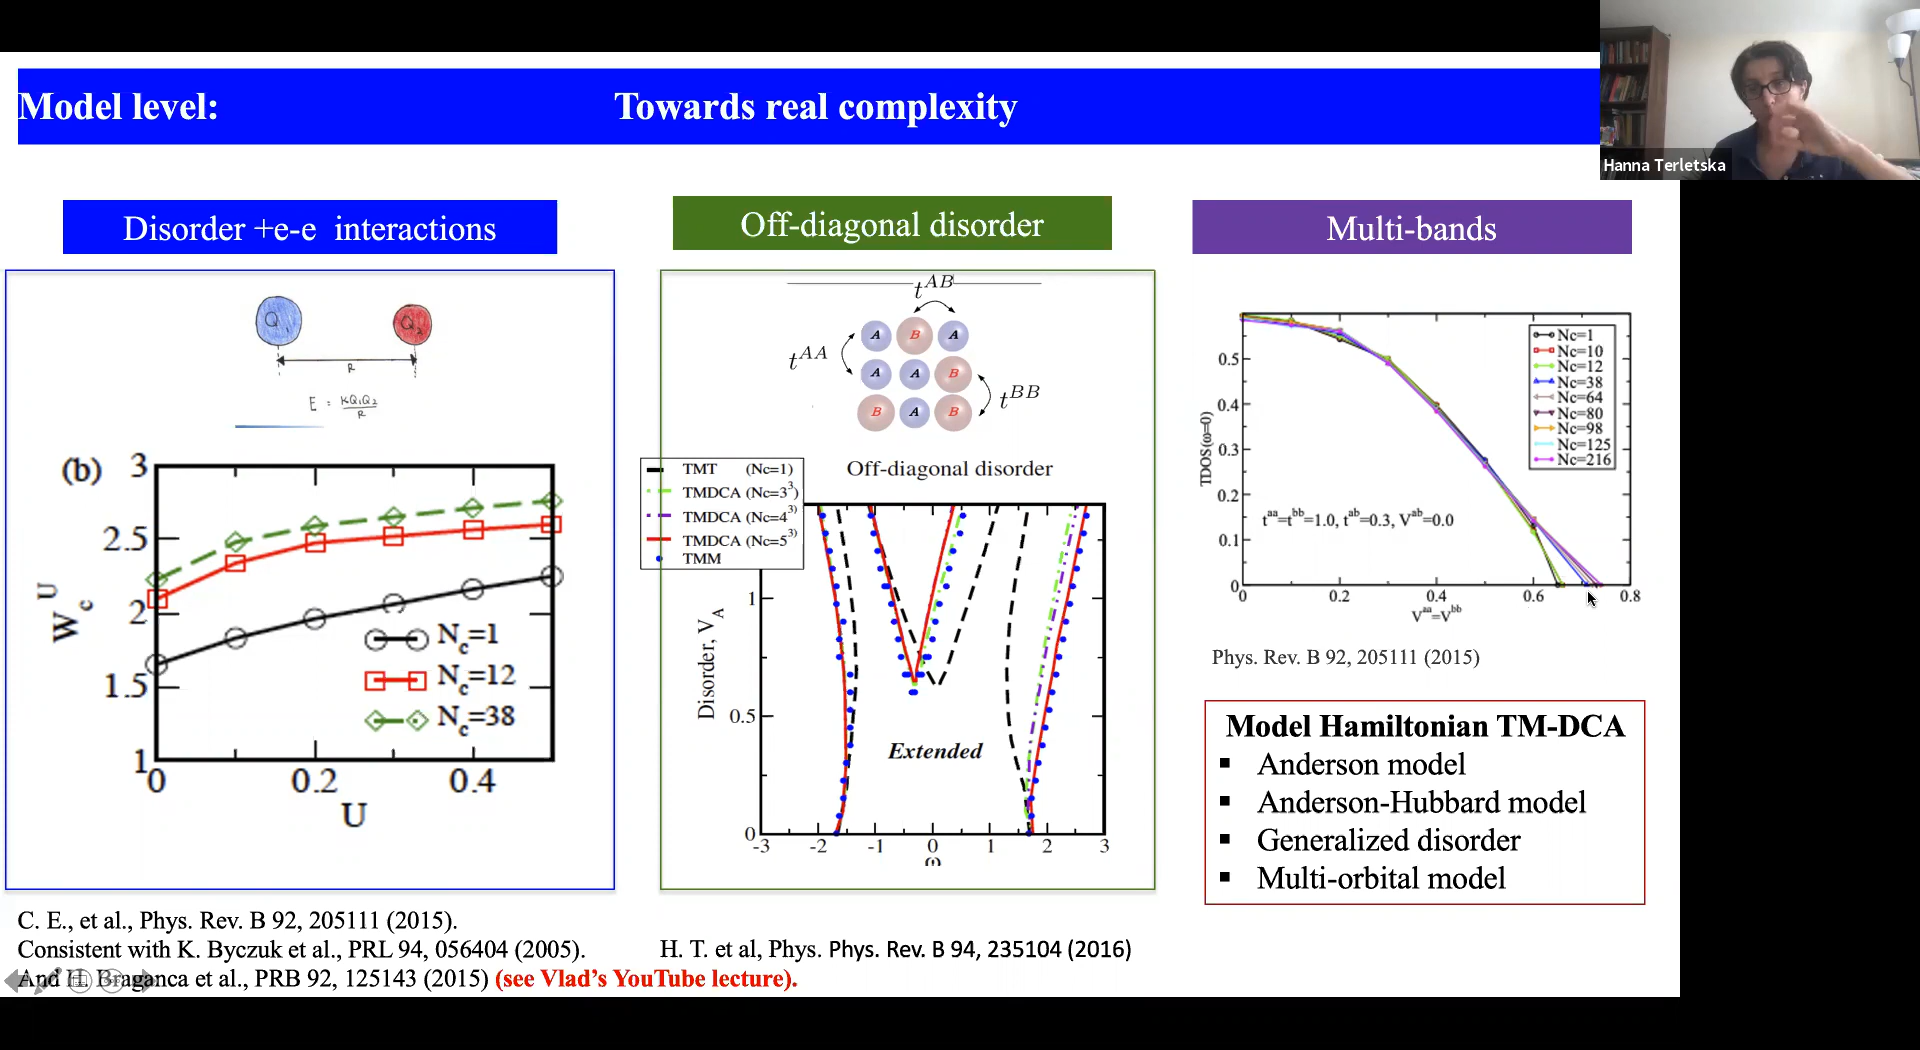 Model level: Towards real complexity
Hanna Terletska
Disorder +e-e interactions
Q1
Q2
R
E = KQ1Q2
R
(b)
3
2.5
2
1.5
1
W_c^U
N_c=1
N_c=12
N_c=38
0
0.2
0.4
U
Off-diagonal disorder
t^AB
t^AA
t^BB
A B A
A A B
B A B
TMT (Nc=1)
TMDCA (Nc=3^3)
TMDCA (Nc=4^3)
TMDCA (Nc=5^3)
TMM
Off-diagonal disorder
1
0.5
0
Disorder, V_A
Extended
-3 -2 -1 0 1 2 3
ω
Multi-bands
0.5
0.4
0.3
0.2
0.1
0
TDOS(ω=0)
Nc=1
Nc=10
Nc=12
Nc=38
Nc=64
Nc=80
Nc=98
Nc=125
Nc=216
t^aa=t^bb=1.0, t^ab=0.3, V^ab=0.0
0 0.2 0.4 0.6 0.8
V^aa=V^bb
Phys. Rev. B 92, 205111 (2015)
Model Hamiltonian TM-DCA
▪ Anderson model
▪ Anderson-Hubbard model
▪ Generalized disorder
▪ Multi-orbital model
C. E., et al., Phys. Rev. B 92, 205111 (2015).
Consistent with K. Byczuk et al., PRL 94, 056404 (2005).
And H. Braganca et al., PRB 92, 125143 (2015) (see Vlad's YouTube lecture).
H. T. et al, Phys. Phys. Rev. B 94, 235104 (2016)